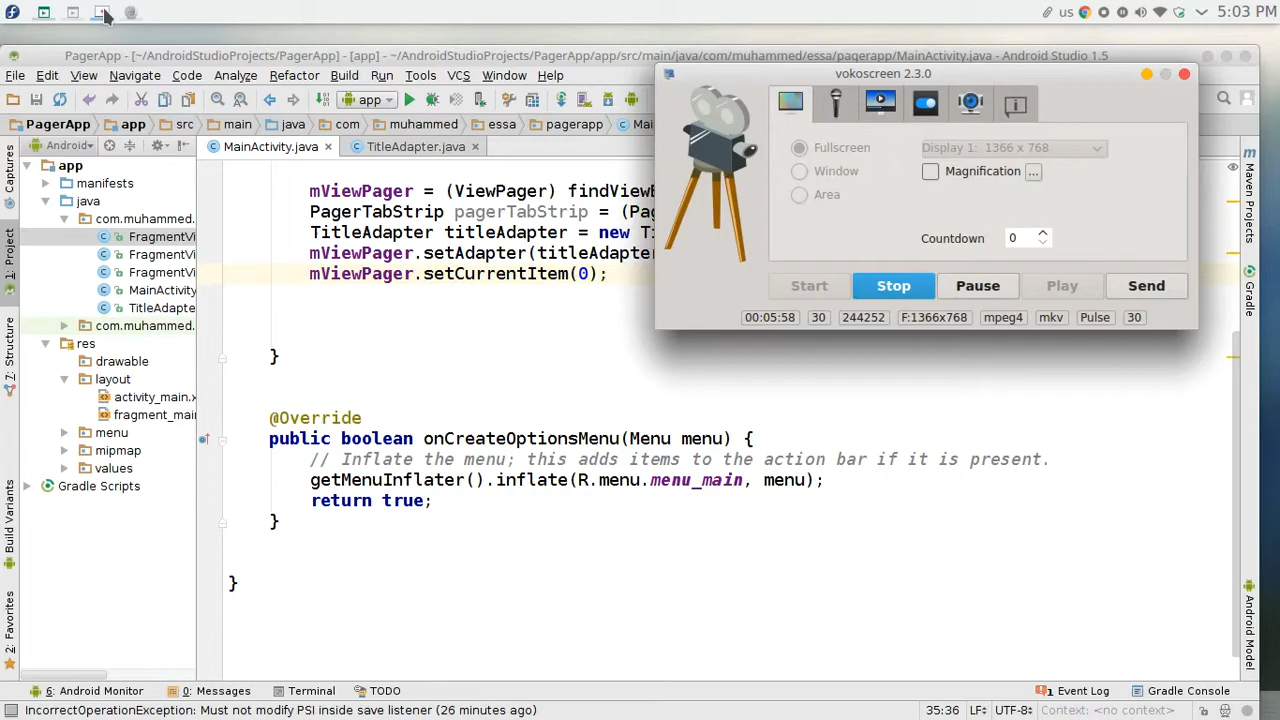 us
5:03 PM
PagerApp - [~/AndroidStudioProjects/PagerApp] - [app] - ~/AndroidStudioProjects/PagerApp/app/src/main/java/com/muhammed/essa/pagerapp/MainActivity.java - Android Studio 1.5
File Edit View Navigate Code Analyze Refactor Build Run Tools VCS Window Help
vokoscreen 2.3.0
app
PagerApp app src main java com muhammed essa pagerapp
Android
MainActivity.java TitleAdapter.java
Captures
1: Project
7: Structure
Build Variants
2: Favorites
app
manifests
java
com.muhammed.
FragmentVi
FragmentVi
FragmentVi
MainActivity
TitleAdapte
com.muhammed.
res
drawable
layout
activity_main.x
fragment_mai
menu
mipmap
values
Gradle Scripts
mViewPager = (ViewPager) findViewB
PagerTabStrip pagerTabStrip = (Pag
TitleAdapter titleAdapter = new Ti
mViewPager.setAdapter(titleAdapter
mViewPager.setCurrentItem(0);
}
@Override
public boolean onCreateOptionsMenu(Menu menu) {
// Inflate the menu; this adds items to the action bar if it is present.
getMenuInflater().inflate(R.menu.menu_main, menu);
return true;
}
}
Fullscreen
Display 1: 1366 x 768
Window
Magnification ...
Area
Countdown 0
Start Stop Pause Play Send
00:05:58 30 244252 F:1366x768 mpeg4 mkv Pulse 30
Maven Projects
Gradle
Android Model
6: Android Monitor 0: Messages Terminal TODO 1 Event Log Gradle Console
IncorrectOperationException: Must not modify PSI inside save listener (26 minutes ago) 35:36 LF UTF-8 Context: <no context>